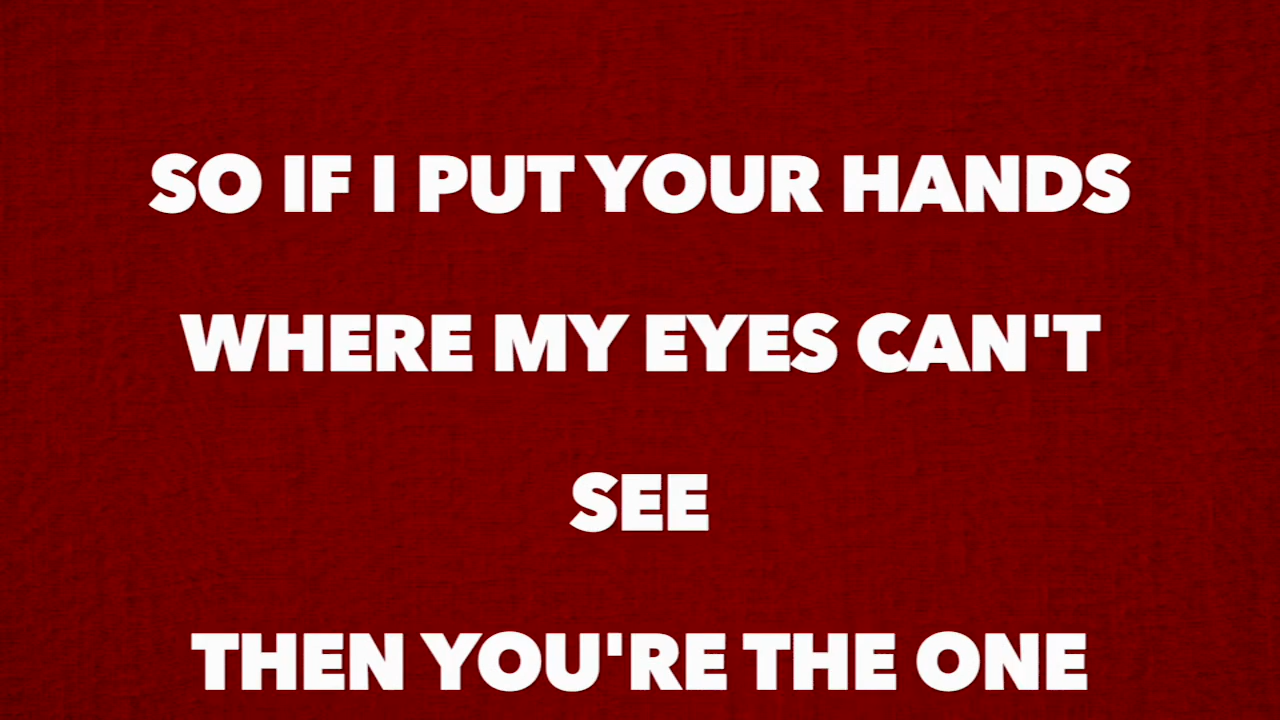 SO IF I PUT YOUR HANDS
WHERE MY EYES CAN'T
SEE
THEN YOU'RE THE ONE